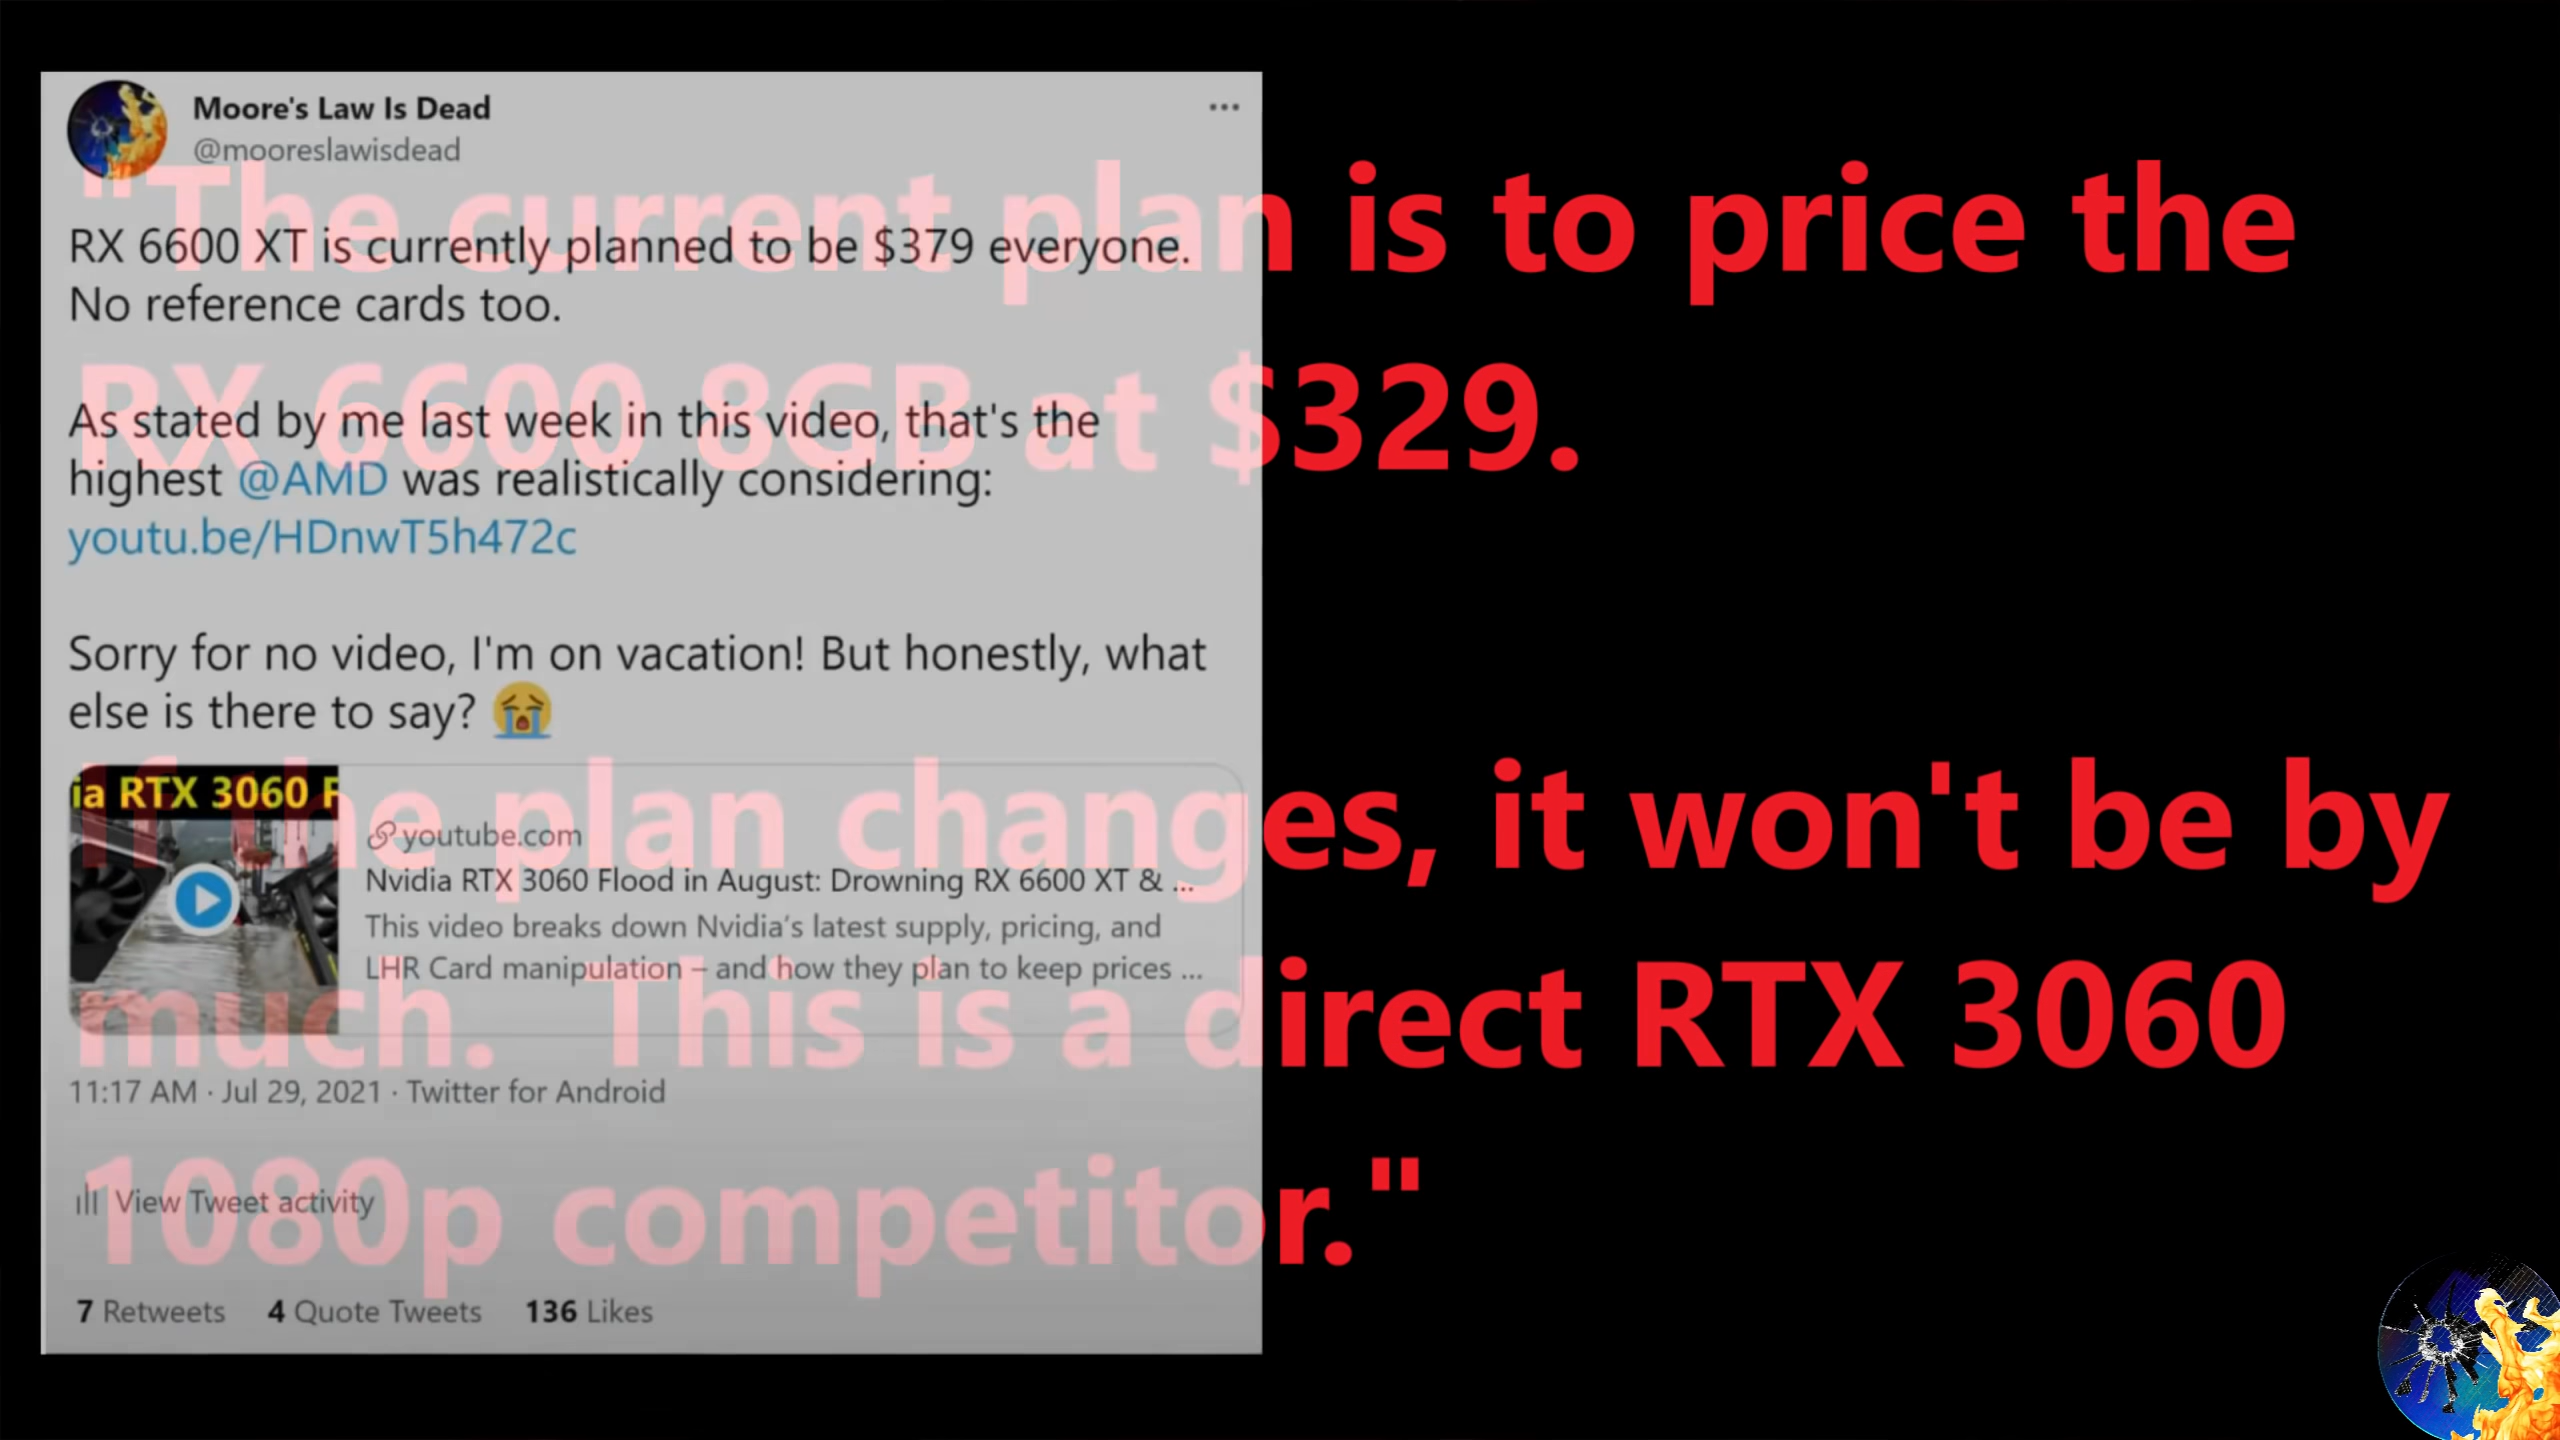 Moore's Law Is Dead
@mooreslawisdead
RX 6600 XT is currently planned to be $379 everyone.
No reference cards too.
As stated by me last week in this video, that's the
highest @AMD was realistically considering:
youtu.be/HDnwT5h472c
Sorry for no video, I'm on vacation! But honestly, what
else is there to say? 😭
ia RTX 3060 F
youtube.com
Nvidia RTX 3060 Flood in August: Drowning RX 6600 XT & ...
This video breaks down Nvidia's latest supply, pricing, and
LHR Card manipulation – and how they plan to keep prices ...
11:17 AM · Jul 29, 2021 · Twitter for Android
View Tweet activity
7 Retweets 4 Quote Tweets 136 Likes
"The current plan is to price the
RX 6600 8GB at $329.
If the plan changes, it won't be by
much. This is a direct RTX 3060
1080p competitor."